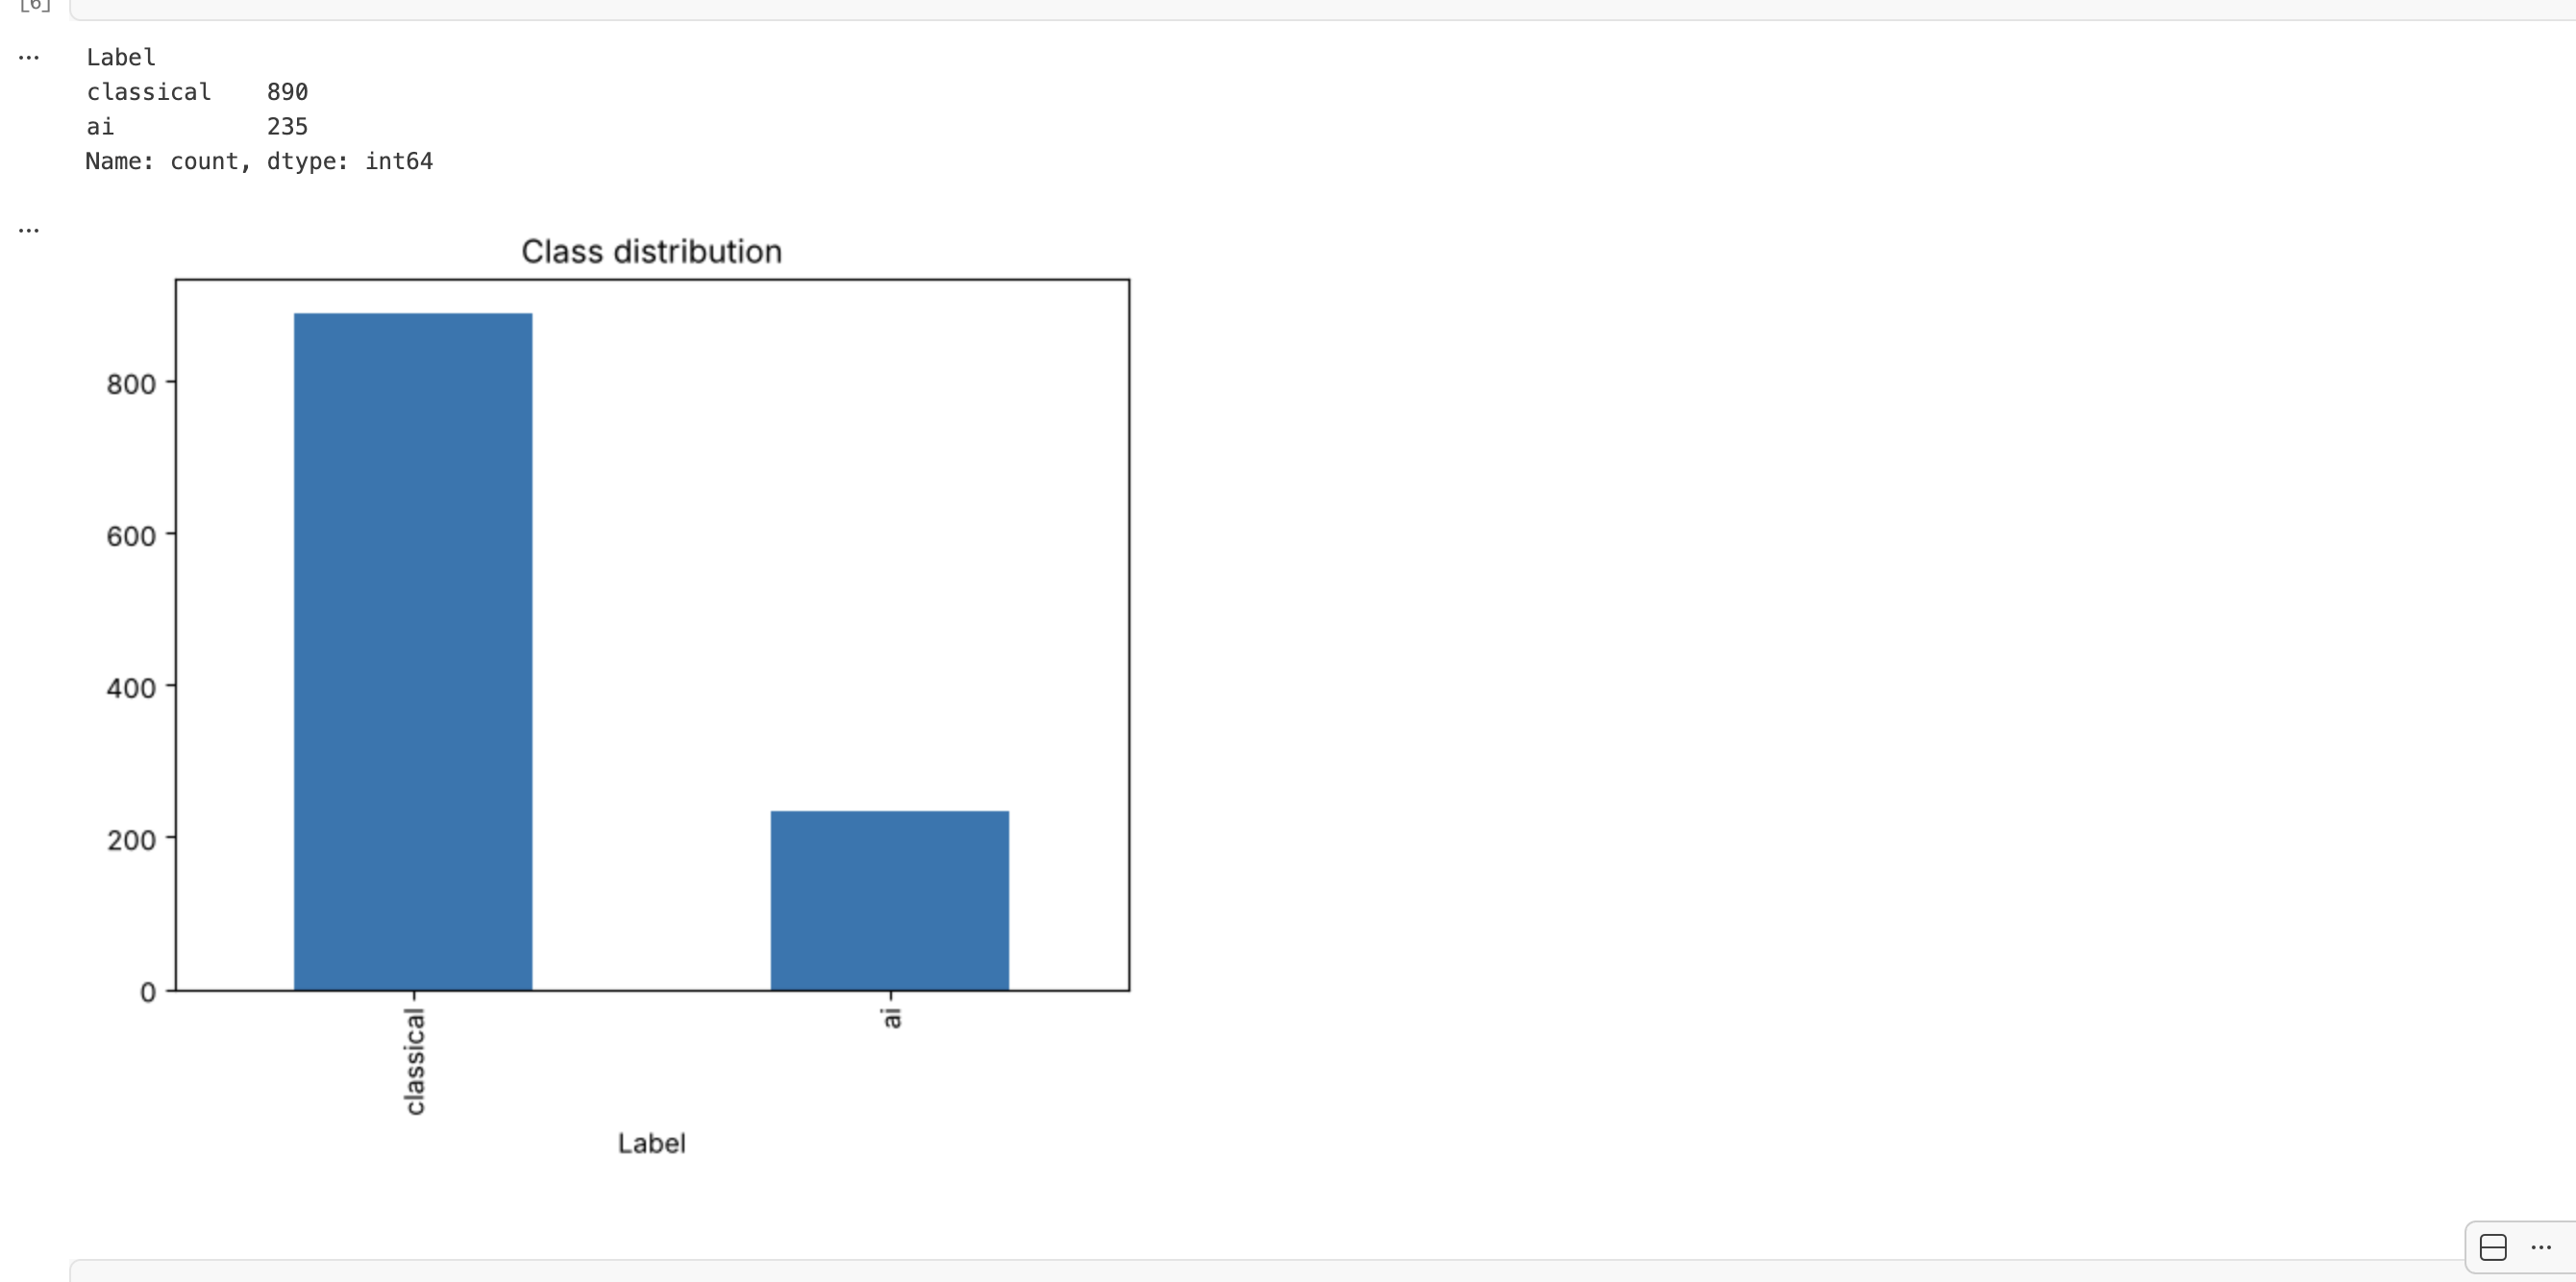 [6]
Label
classical    890
ai           235
Name: count, dtype: int64
Class distribution
800
600
400
200
0
classical
ai
Label